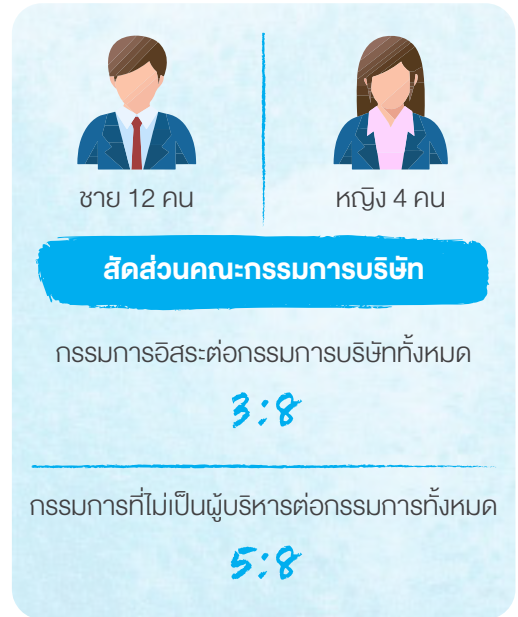 ชาย 12 คน
หญิง 4 คน
สัดส่วนคณะกรรมการบริษัท
กรรมการอิสระต่อกรรมการบริษัททั้งหมด
3:8
กรรมการที่ไม่เป็นผู้บริหารต่อกรรมการทั้งหมด
5:8